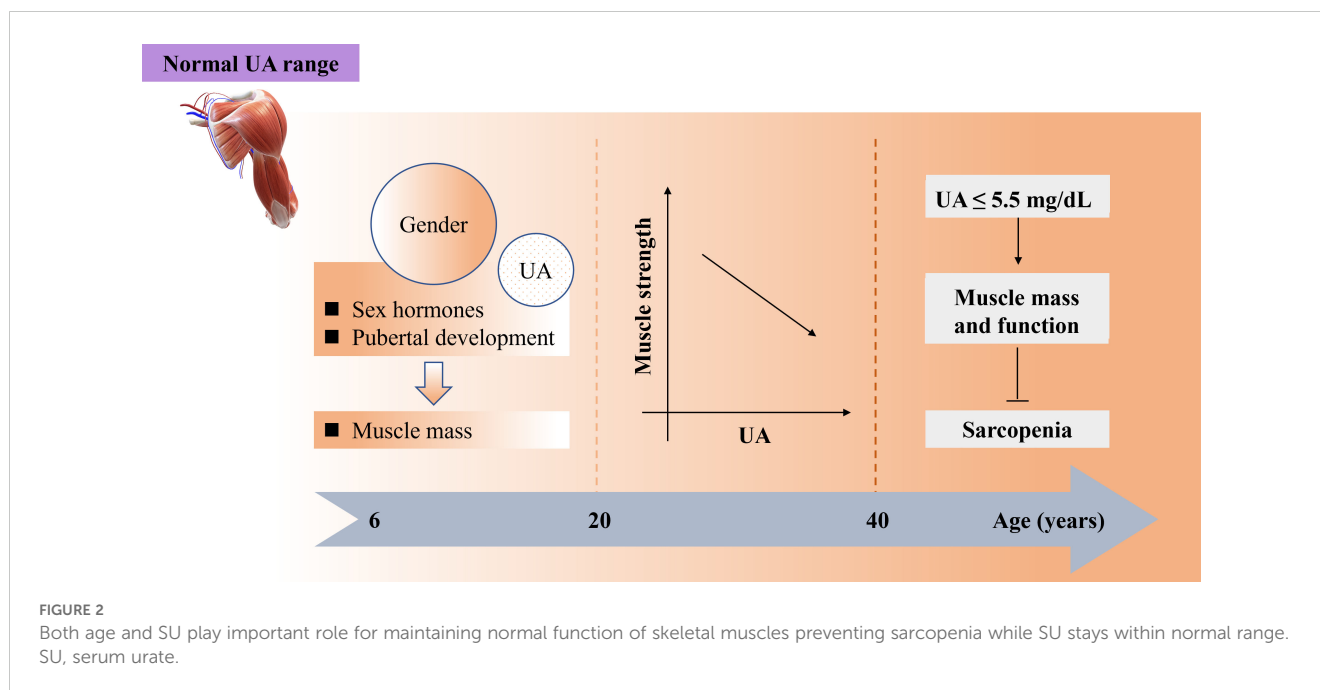 Normal UA range
Gender
UA
■ Sex hormones
■ Pubertal development
■ Muscle mass
Muscle strength
UA
UA ≤ 5.5 mg/dL
Muscle mass
and function
Sarcopenia
6
20
40
Age (years)
FIGURE 2
Both age and SU play important role for maintaining normal function of skeletal muscles preventing sarcopenia while SU stays within normal range.
SU, serum urate.